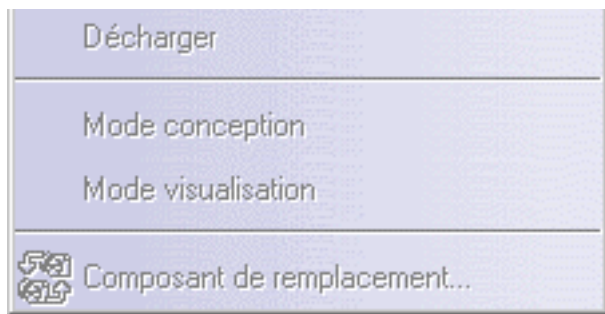 Décharger
Mode conception
Mode visualisation
Composant de remplacement...